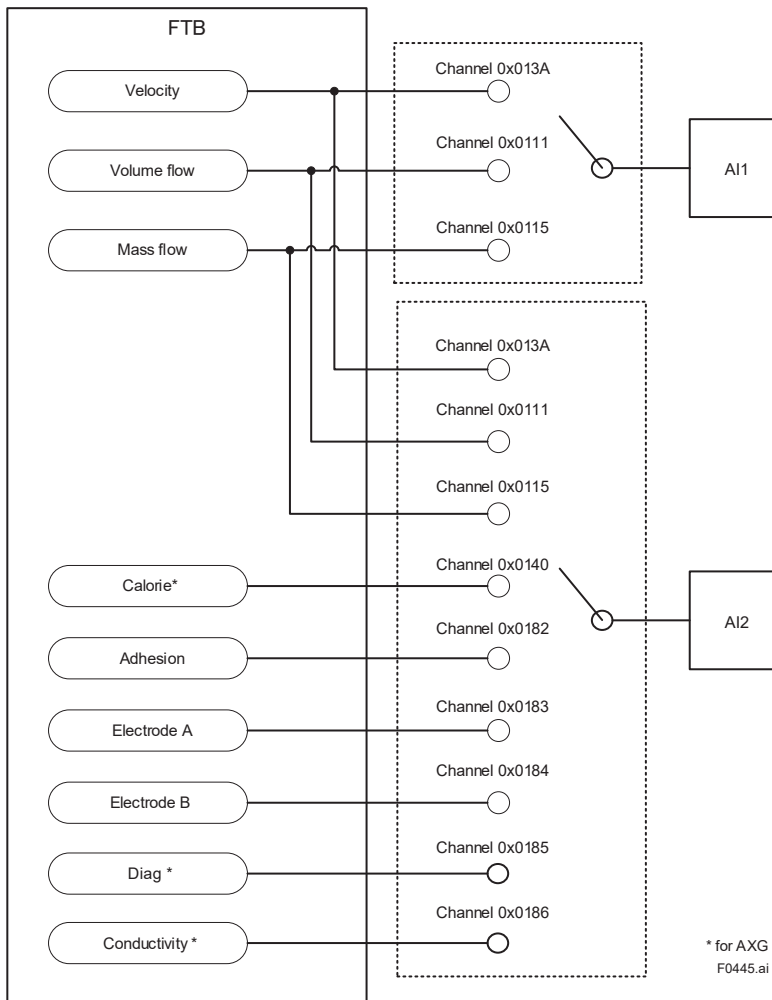 FTB
Velocity
Channel 0x013A
Volume flow
Channel 0x0111
AI1
Mass flow
Channel 0x0115
Channel 0x013A
Channel 0x0111
Channel 0x0115
Calorie*
Channel 0x0140
Adhesion
Channel 0x0182
AI2
Electrode A
Channel 0x0183
Electrode B
Channel 0x0184
Diag *
Channel 0x0185
Conductivity *
Channel 0x0186
* for AXG
F0445.ai